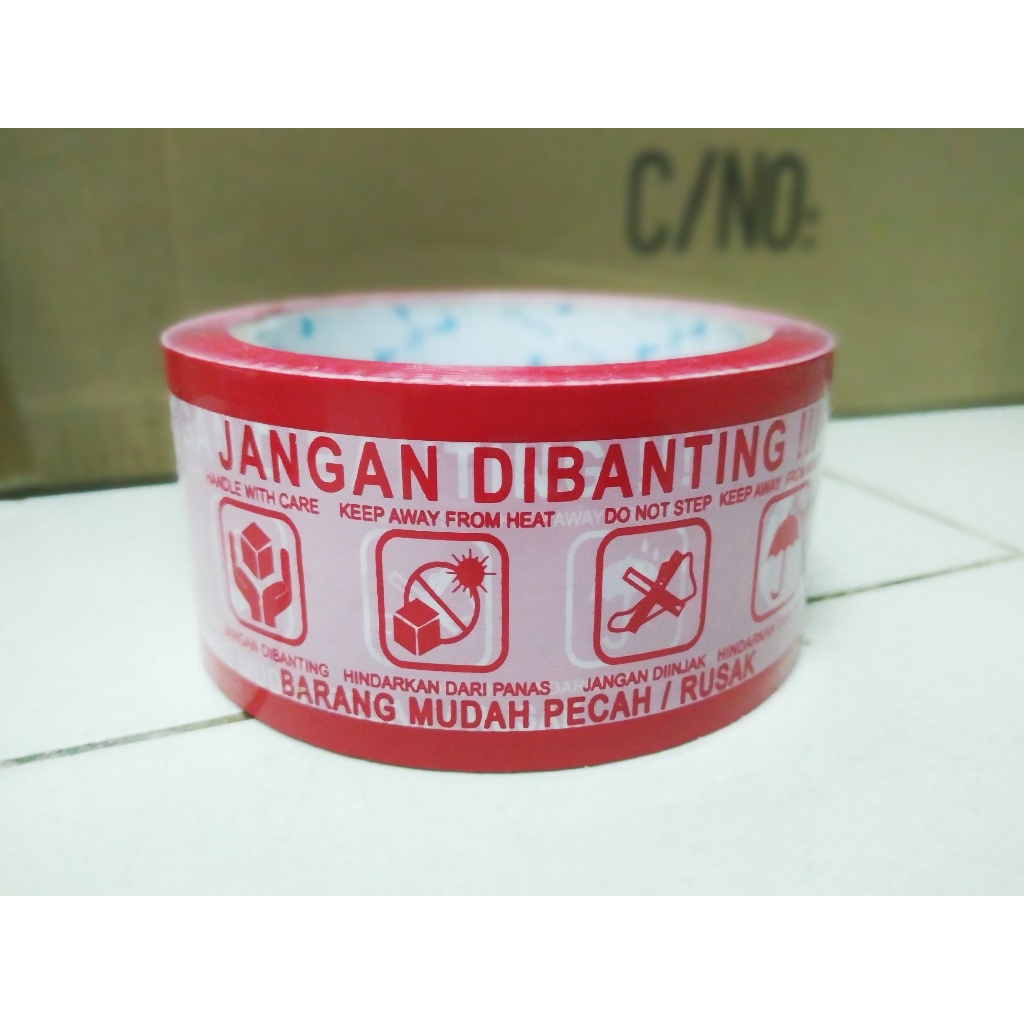 C/NO:
JANGAN DIBANTING !!
HANDLE WITH CARE KEEP AWAY FROM HEAT DO NOT STEP KEEP AWAY FROM
JANGAN DIBANTING HINDARKAN DARI PANAS JANGAN DIINJAK HINDARKAN
BARANG MUDAH PECAH / RUSAK